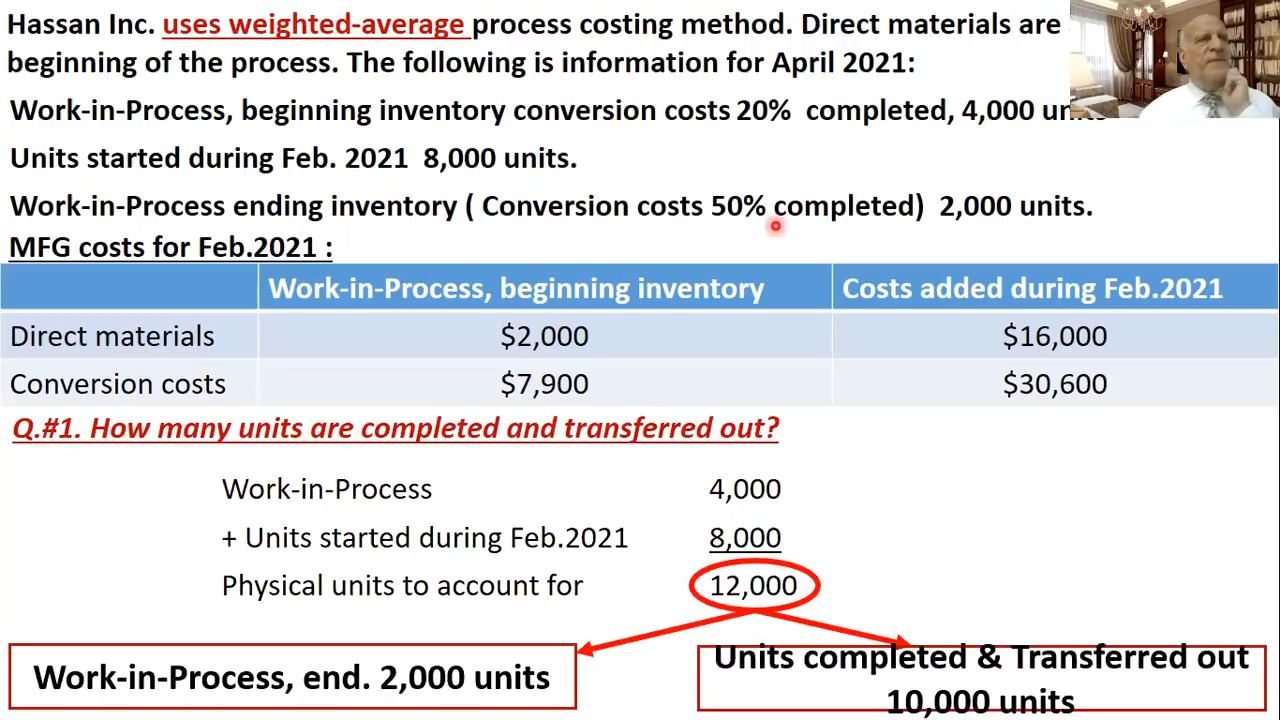 Hassan Inc. uses weighted-average process costing method. Direct materials are
beginning of the process. The following is information for April 2021:
Work-in-Process, beginning inventory conversion costs 20% completed, 4,000 units
Units started during Feb. 2021 8,000 units.
Work-in-Process ending inventory ( Conversion costs 50% completed) 2,000 units.
MFG costs for Feb.2021 :
Work-in-Process, beginning inventory Costs added during Feb.2021
Direct materials $2,000 $16,000
Conversion costs $7,900 $30,600
Q.#1. How many units are completed and transferred out?
Work-in-Process 4,000
+ Units started during Feb.2021 8,000
Physical units to account for 12,000
Work-in-Process, end. 2,000 units
Units completed & Transferred out
10,000 units